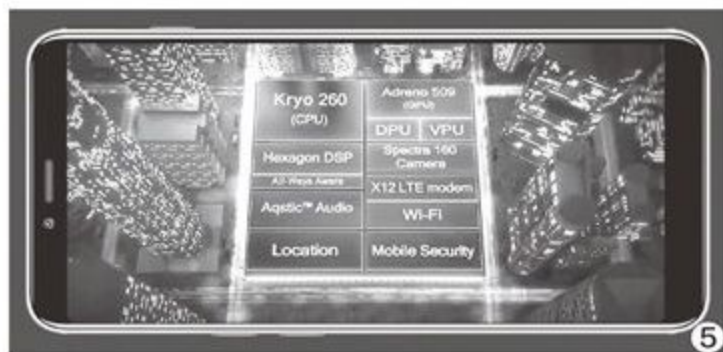 Kryo 260
(CPU)
Adreno 509
(GPU)
DPU
VPU
Hexagon DSP
Spectra 160
Camera
All-Ways Aware
X12 LTE modem
Aqstic™ Audio
Wi-Fi
Location
Mobile Security
⑤